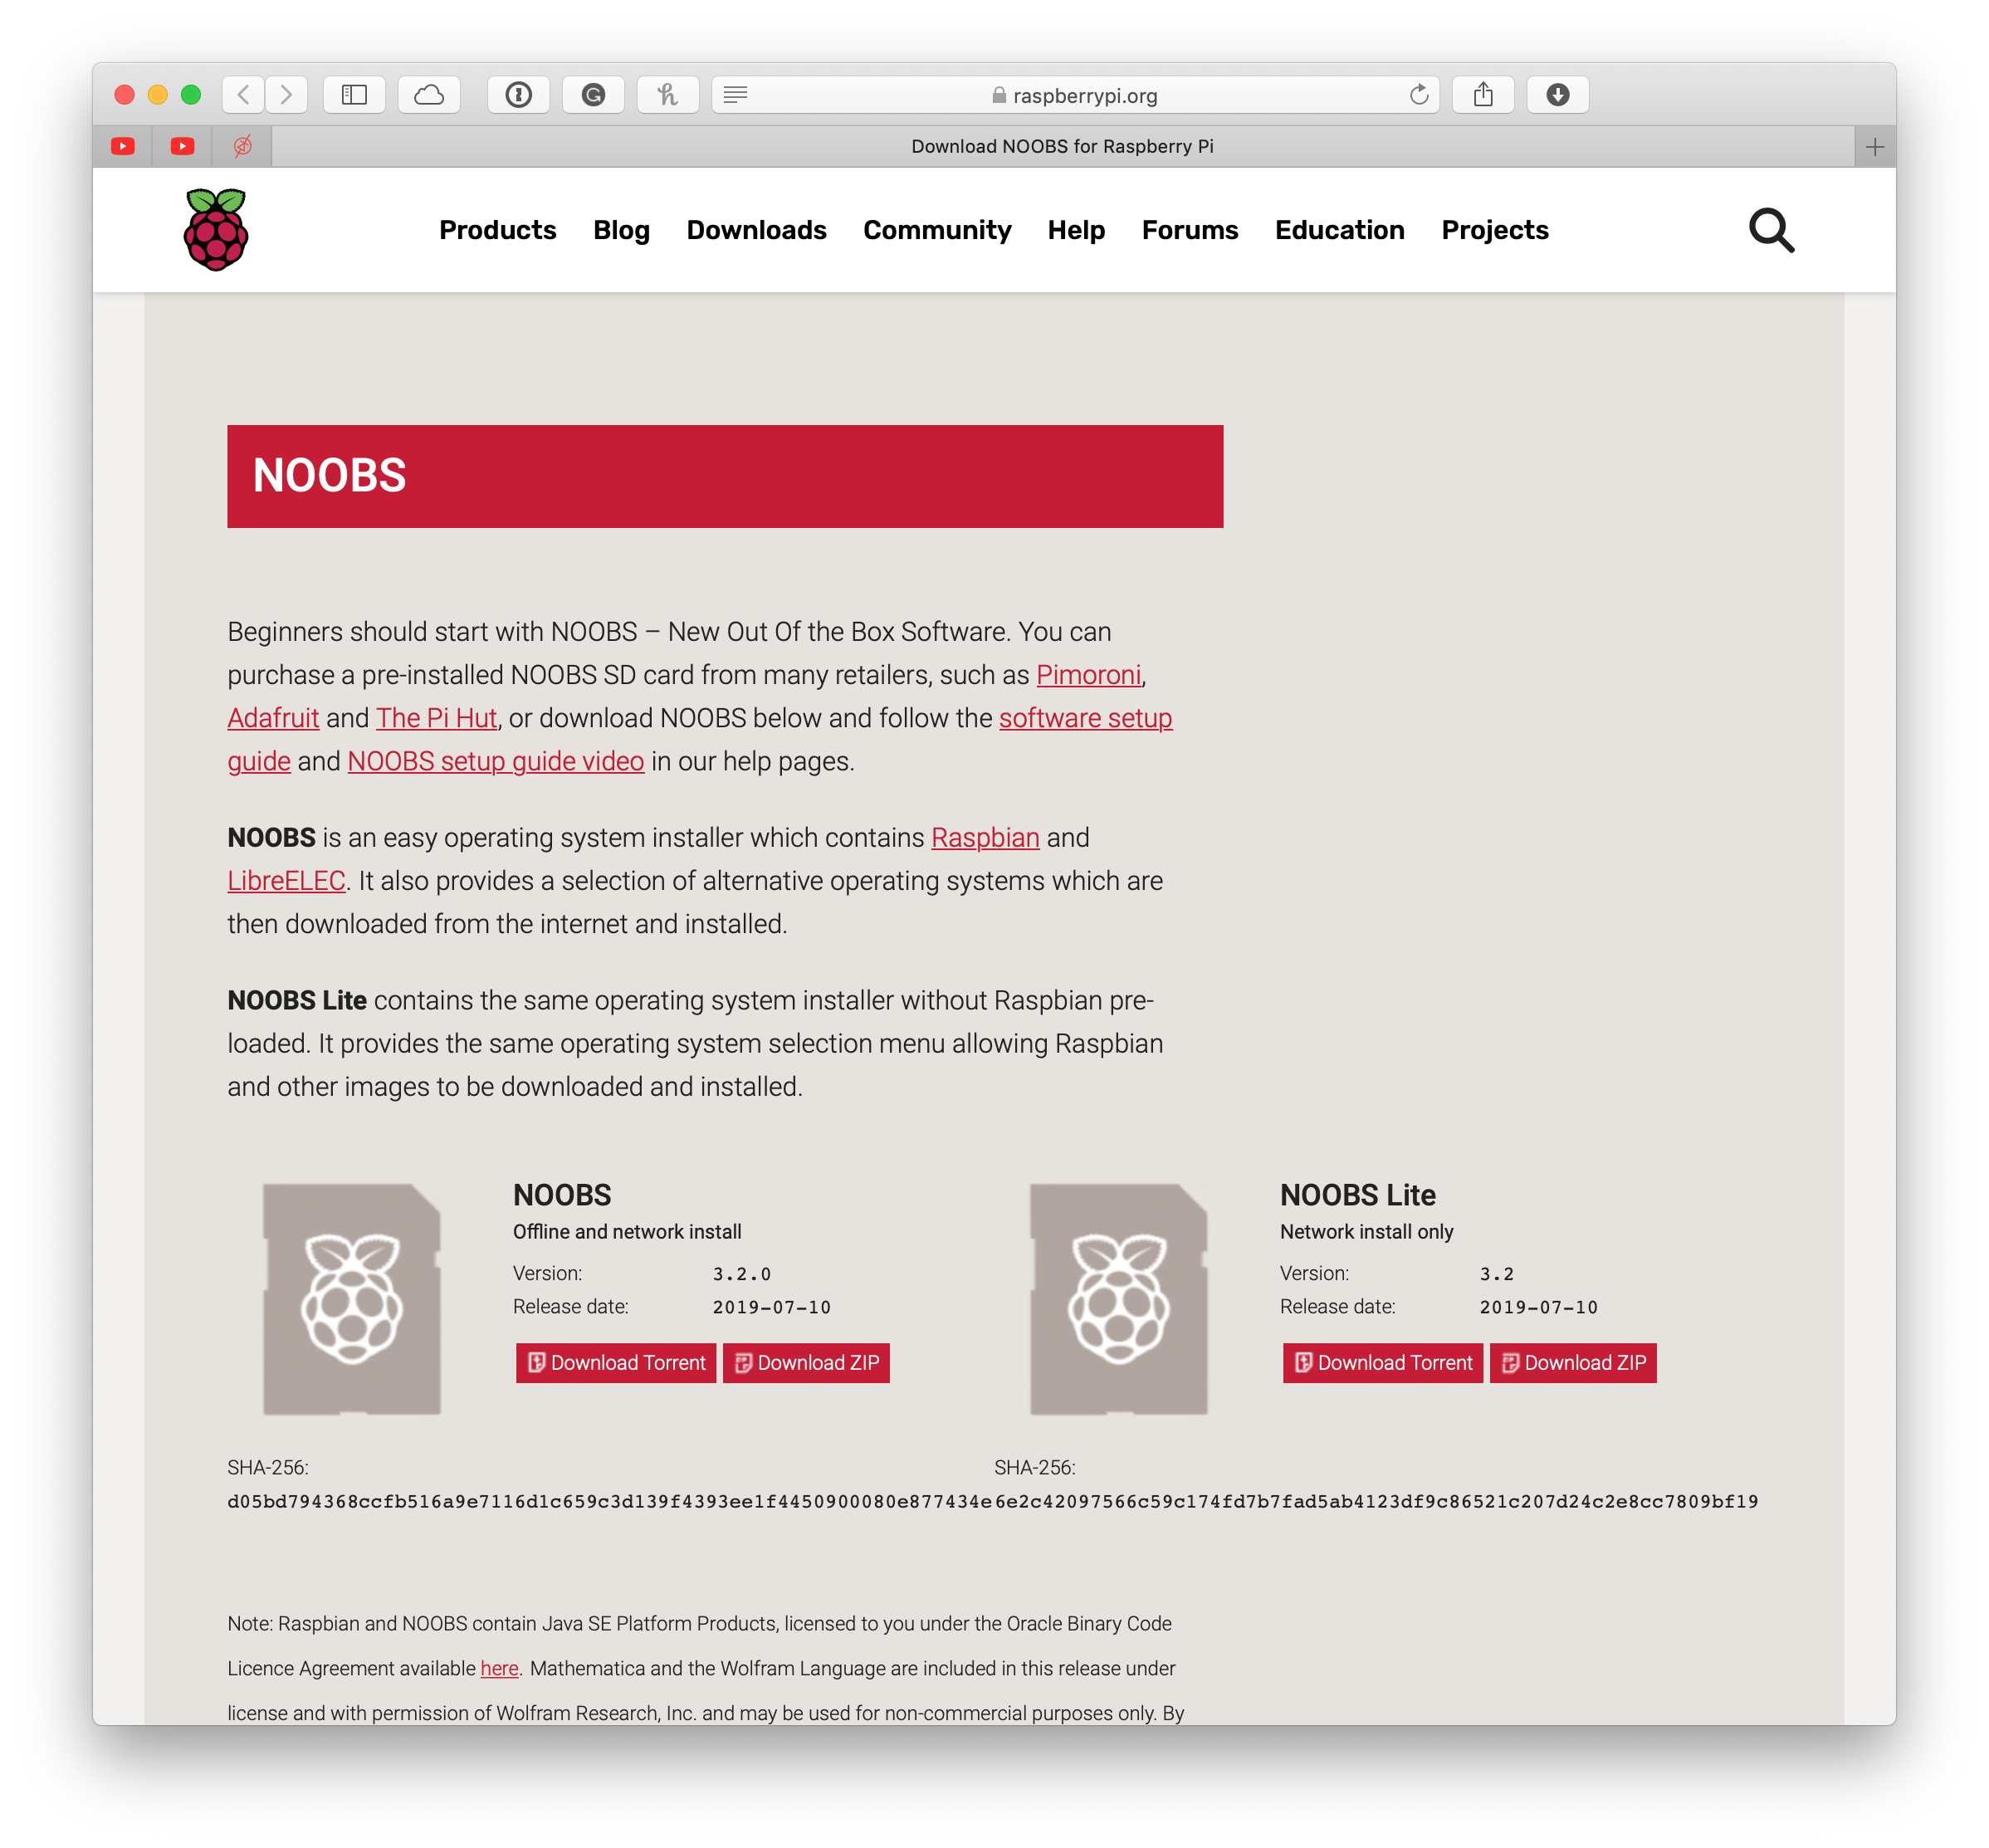 raspberrypi.org
Download NOOBS for Raspberry Pi
Products Blog Downloads Community Help Forums Education Projects
NOOBS
Beginners should start with NOOBS – New Out Of the Box Software. You can
purchase a pre-installed NOOBS SD card from many retailers, such as Pimoroni,
Adafruit and The Pi Hut, or download NOOBS below and follow the software setup
guide and NOOBS setup guide video in our help pages.
NOOBS is an easy operating system installer which contains Raspbian and
LibreELEC. It also provides a selection of alternative operating systems which are
then downloaded from the internet and installed.
NOOBS Lite contains the same operating system installer without Raspbian pre-
loaded. It provides the same operating system selection menu allowing Raspbian
and other images to be downloaded and installed.
NOOBS
Offline and network install
Version: 3.2.0
Release date: 2019-07-10
Download Torrent Download ZIP
SHA-256:
d05bd794368ccfb516a9e7116d1c659c3d139f4393ee1f4450900080e877434e
NOOBS Lite
Network install only
Version: 3.2
Release date: 2019-07-10
Download Torrent Download ZIP
SHA-256:
6e2c42097566c59c174fd7b7fad5ab4123df9c86521c207d24c2e8cc7809bf19
Note: Raspbian and NOOBS contain Java SE Platform Products, licensed to you under the Oracle Binary Code
Licence Agreement available here. Mathematica and the Wolfram Language are included in this release under
license and with permission of Wolfram Research, Inc. and may be used for non-commercial purposes only. By